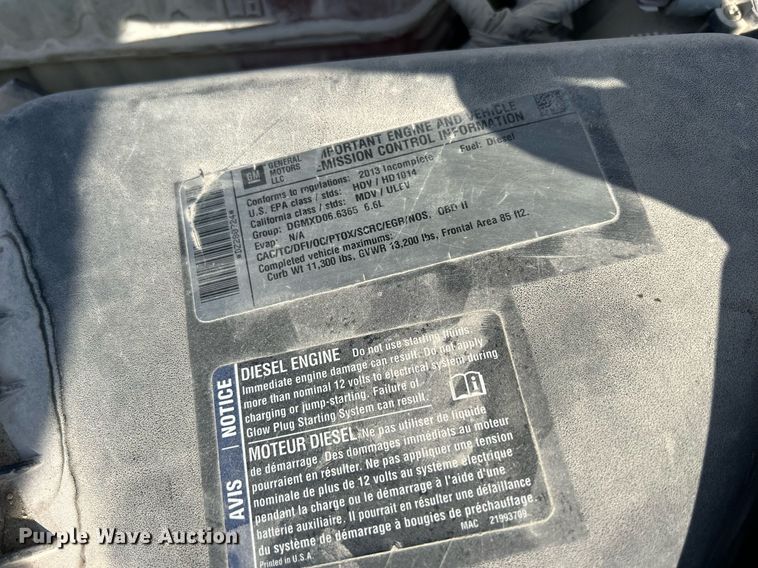 GM
GENERAL
MOTORS
LLC
IMPORTANT ENGINE AND VEHICLE
EMISSION CONTROL INFORMATION
Conforms to regulations: 2013 Incomplete Fuel: Diesel
U.S. EPA class / stds: HDV / HD1014
California class / stds: MDV / ULEV
Group: DGMXD06.6365 6.6L
Evap: N/A
CAC/TC/DFI/OC/PTOX/SCRC/EGR/NOS, OBD II
Completed vehicle maximums:
Curb Wt 11,300 lbs, GVWR 13,200 lbs, Frontal Area 85 ft2.
NOTICE
DIESEL ENGINE Do not use starting fluids.
Immediate engine damage can result. Do not apply
more than nominal 12 volts to electrical system during
charging or jump-starting. Failure of
Glow Plug Starting System can result.
AVIS
MOTEUR DIESEL Ne pas utiliser de liquide
de démarrage. Des dommages immédiats au moteur
pourraient en résulter. Ne pas appliquer une tension
nominale de plus de 12 volts au système électrique
pendant la charge ou le démarrage à l'aide d'une
batterie auxiliaire. Il pourrait en résulter une défaillance
du système de démarrage à bougies de préchauffage.
Printed in U.S.A. MAC 21993709
Purple Wave Auction